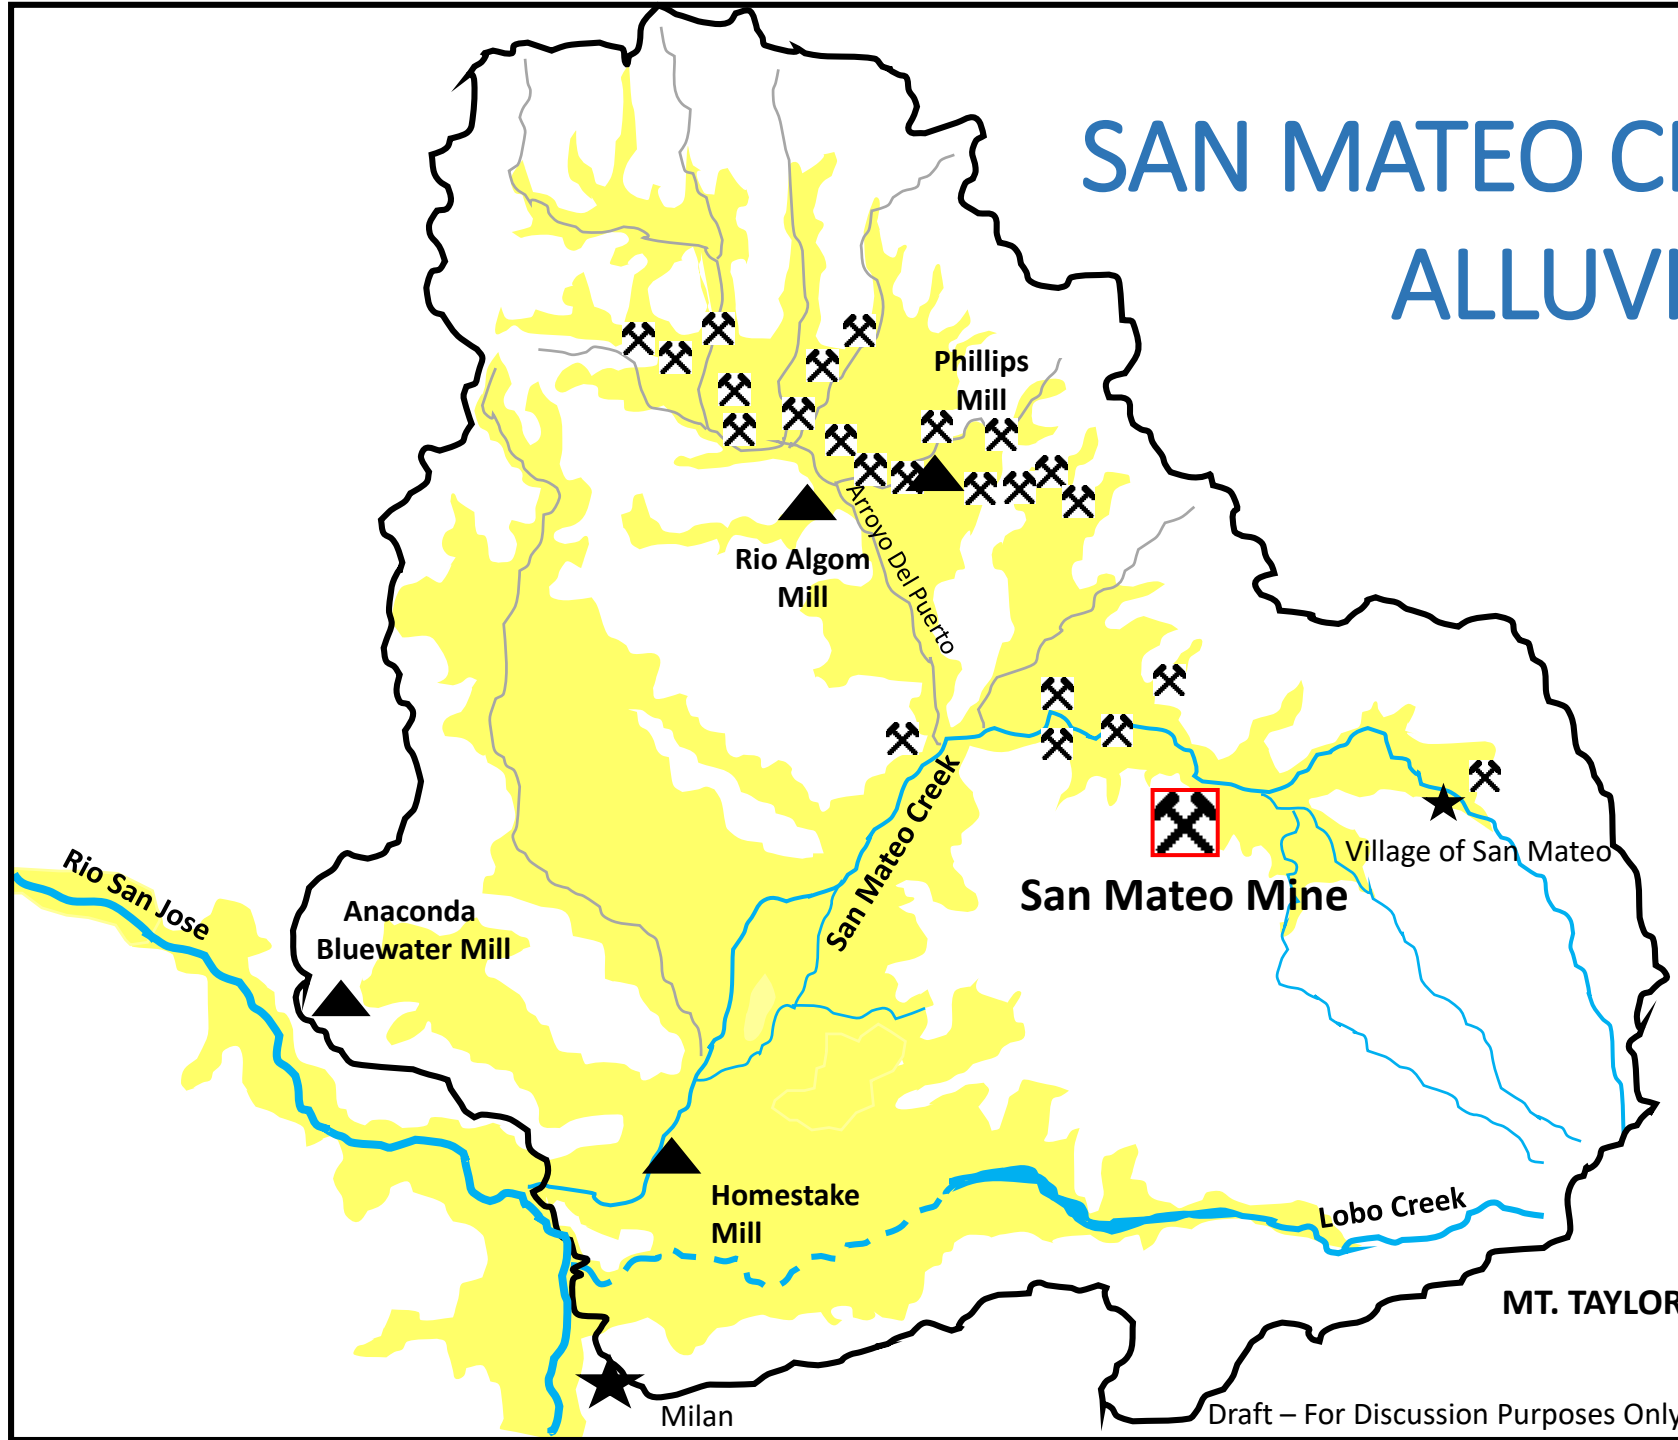 SAN MATEO C
ALLUV
Phillips
Mill
Rio Algom
Mill
Arroyo Del Puerto
San Mateo Creek
Village of San Mateo
San Mateo Mine
Rio San Jose
Anaconda
Bluewater Mill
Homestake
Mill
Lobo Creek
MT. TAYLOR
Milan
Draft – For Discussion Purposes Only